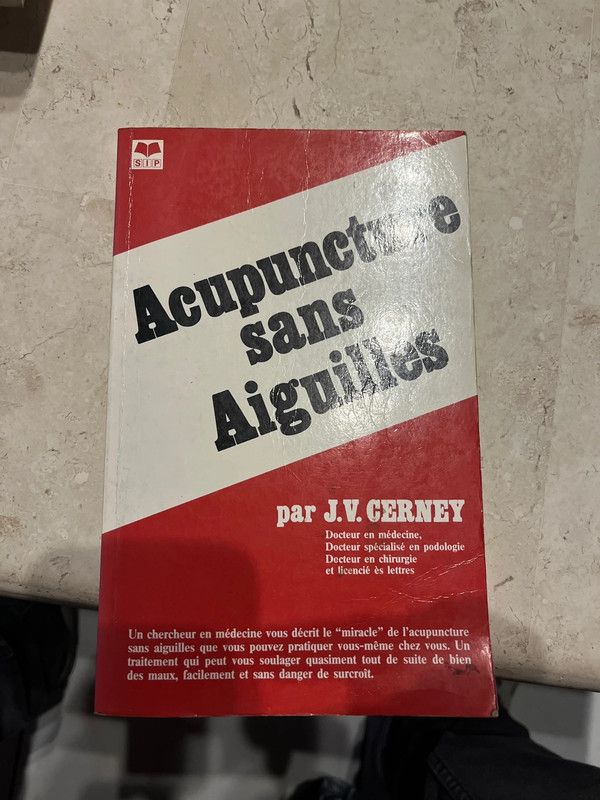 SIP
Acupuncture
sans
Aiguilles
par J.V. CERNEY
Docteur en médecine,
Docteur spécialisé en podologie
Docteur en chirurgie
et licencié ès lettres
Un chercheur en médecine vous décrit le “miracle” de l’acupuncture
sans aiguilles que vous pouvez pratiquer vous-même chez vous. Un
traitement qui peut vous soulager quasiment tout de suite de bien
des maux, facilement et sans danger de surcroît.